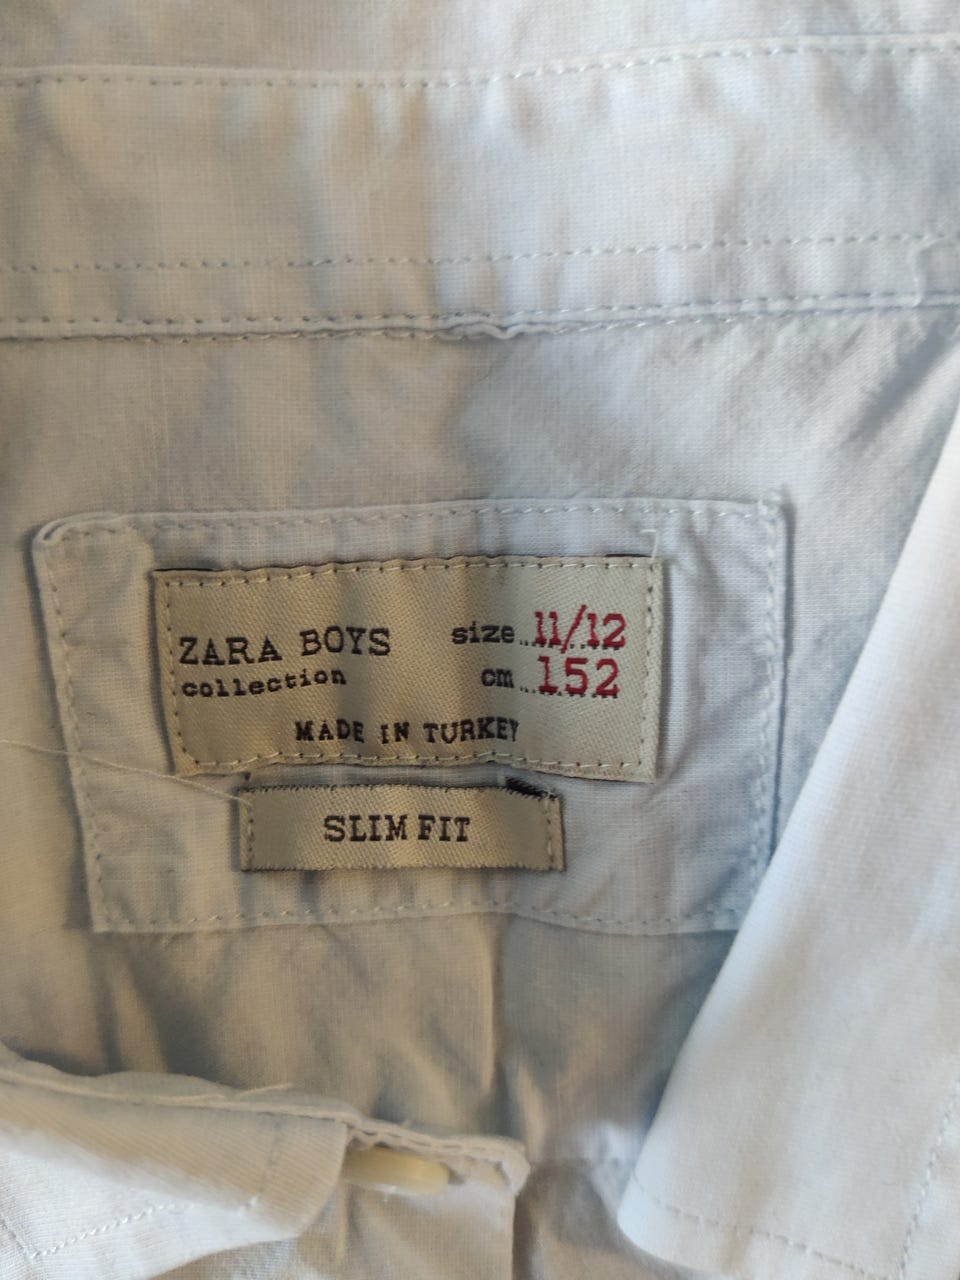 ZARA BOYS size 11/12
collection cm 152
MADE IN TURKEY
SLIM FIT